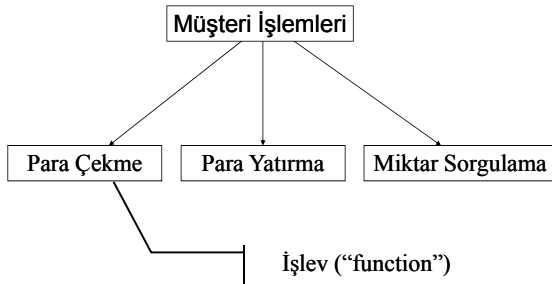 Müşteri İşlemleri
Para Çekme
Para Yatırma
Miktar Sorgulama
İşlev (“function”)